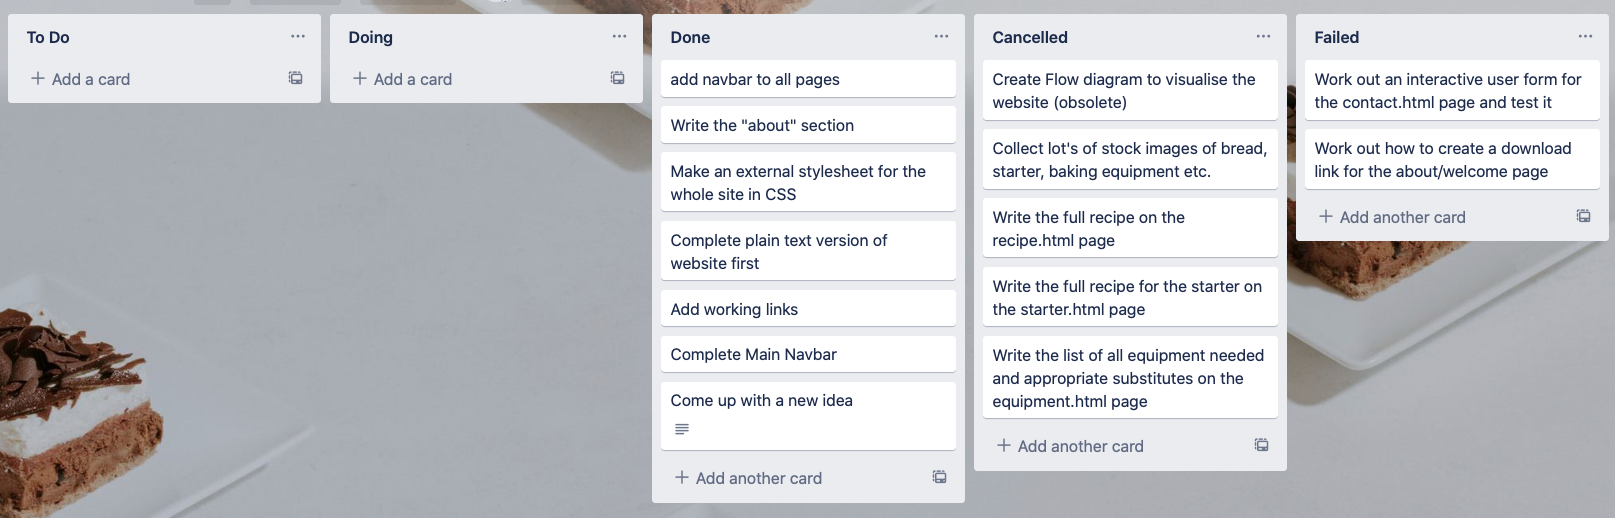 To Do
Add a card
Doing
Add a card
Done
add navbar to all pages
Write the "about" section
Make an external stylesheet for the
whole site in CSS
Complete plain text version of
website first
Add working links
Complete Main Navbar
Come up with a new idea
Add another card
Cancelled
Create Flow diagram to visualise the
website (obsolete)
Collect lot's of stock images of bread,
starter, baking equipment etc.
Write the full recipe on the
recipe.html page
Write the full recipe for the starter on
the starter.html page
Write the list of all equipment needed
and appropriate substitutes on the
equipment.html page
Add another card
Failed
Work out an interactive user form for
the contact.html page and test it
Work out how to create a download
link for the about/welcome page
Add another card